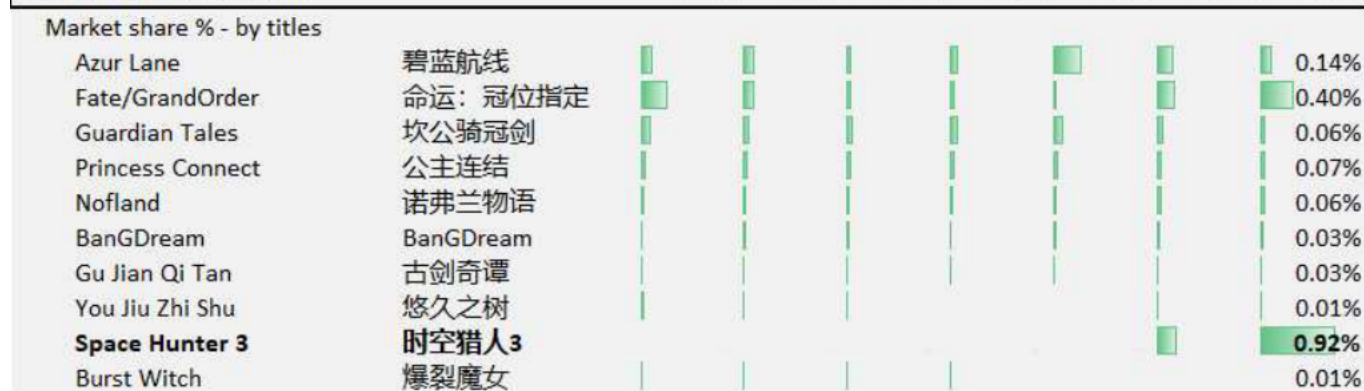 Market share % - by titles
Azur Lane 碧蓝航线 0.14%
Fate/GrandOrder 命运：冠位指定 0.40%
Guardian Tales 坎公骑冠剑 0.06%
Princess Connect 公主连结 0.07%
Nofland 诺弗兰物语 0.06%
BanGDream BanGDream 0.03%
Gu Jian Qi Tan 古剑奇谭 0.03%
You Jiu Zhi Shu 悠久之树 0.01%
Space Hunter 3 时空猎人3 0.92%
Burst Witch 爆裂魔女 0.01%